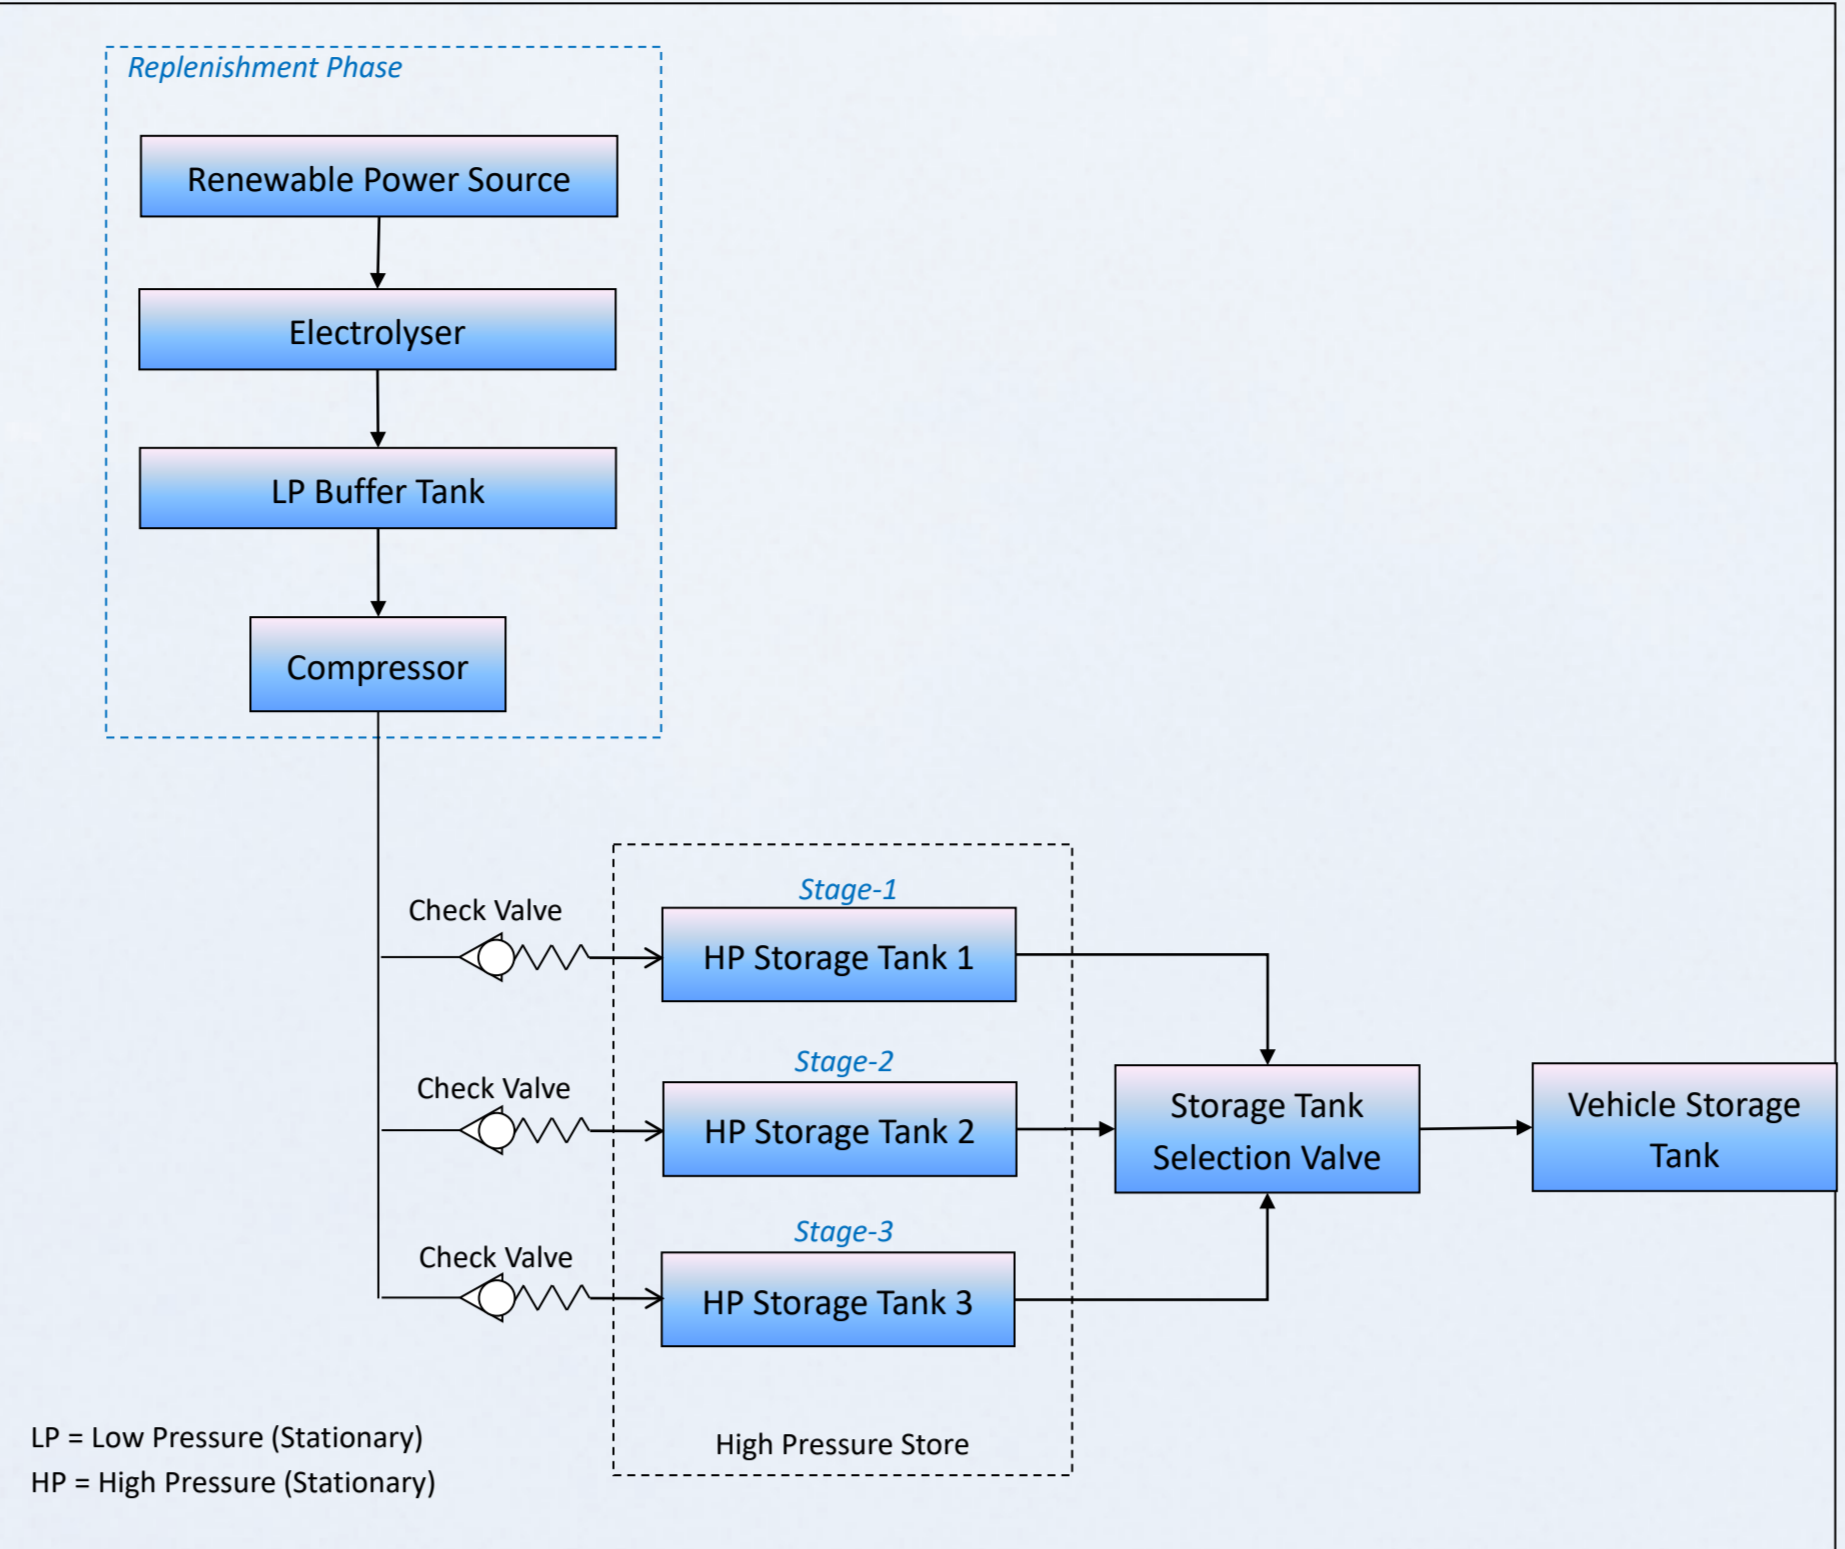 Replenishment Phase
Renewable Power Source
Electrolyser
LP Buffer Tank
Compressor
Check Valve
Stage-1
HP Storage Tank 1
Check Valve
Stage-2
HP Storage Tank 2
Check Valve
Stage-3
HP Storage Tank 3
Storage Tank
Selection Valve
Vehicle Storage
Tank
High Pressure Store
LP = Low Pressure (Stationary)
HP = High Pressure (Stationary)